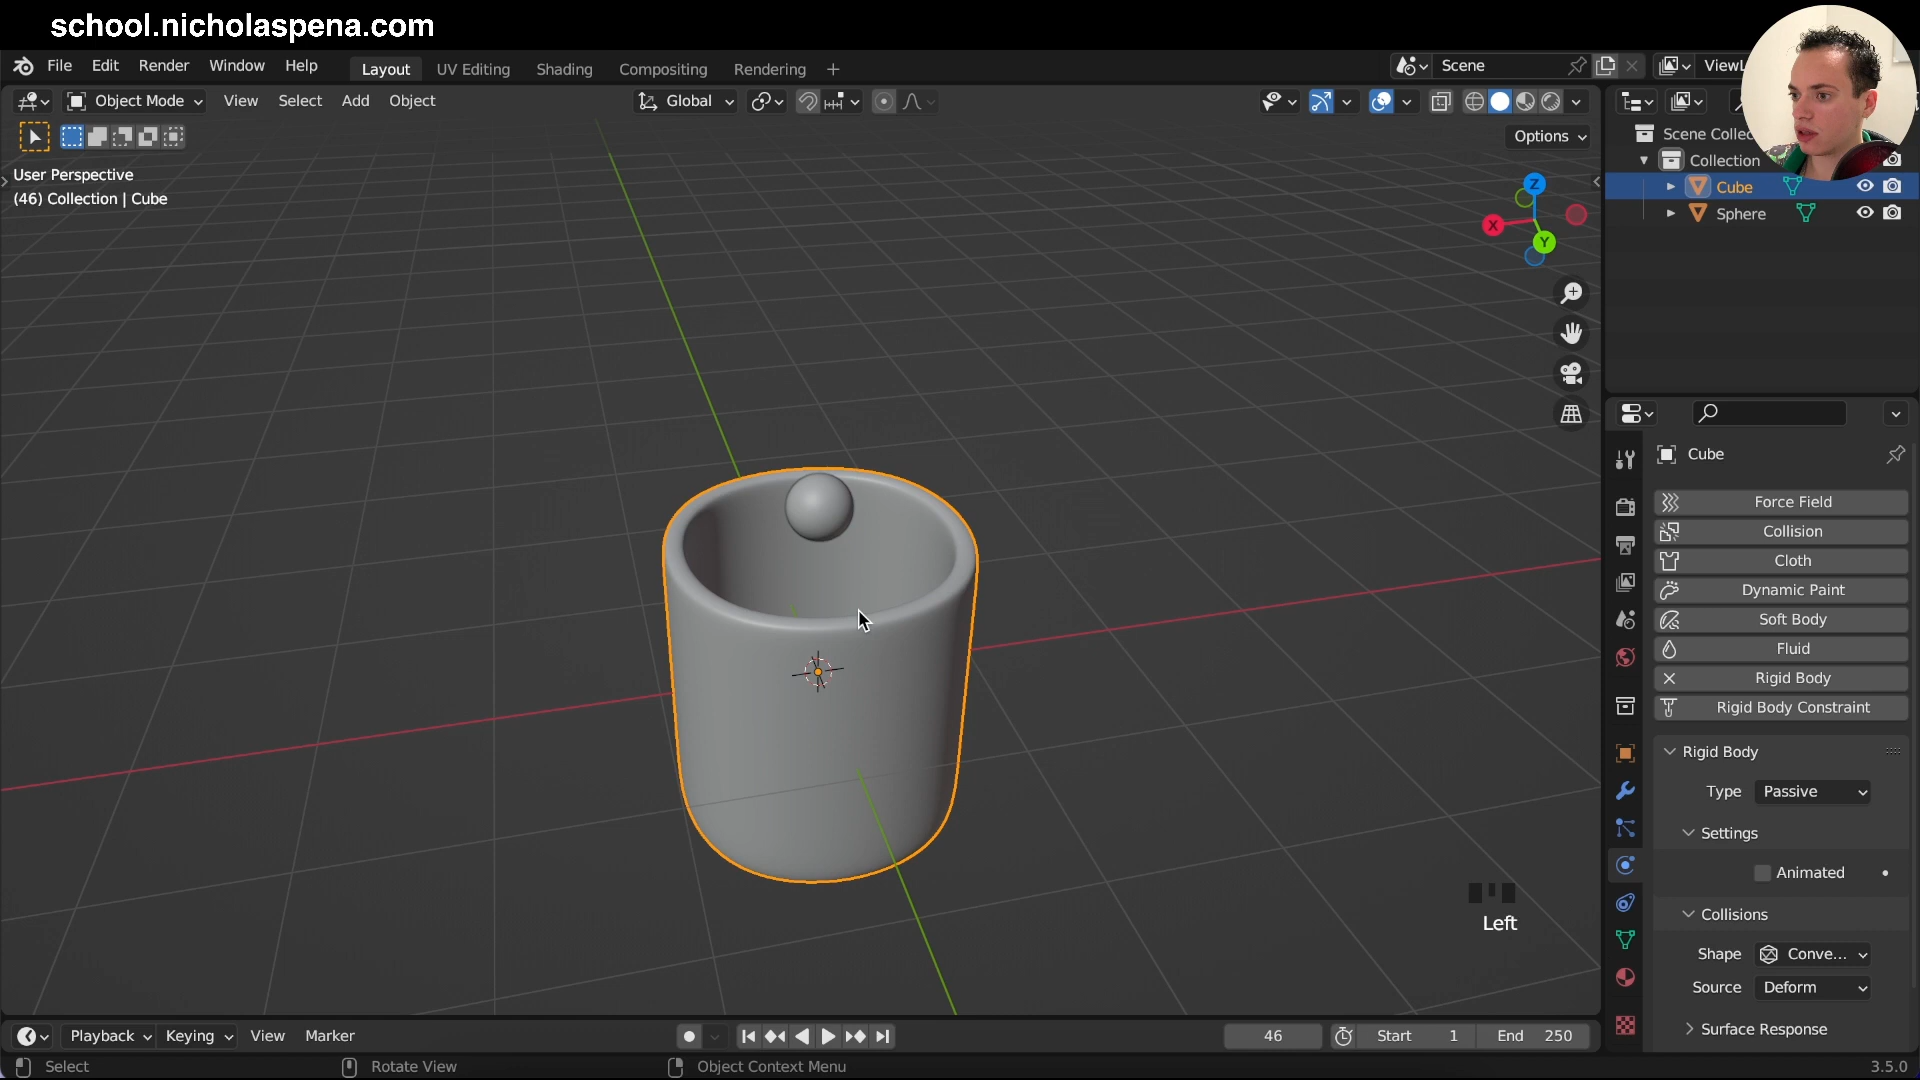 school.nicholaspena.com
File Edit Render Window Help Layout UV Editing Shading Compositing Rendering + Scene ViewL
Object Mode View Select Add Object Global
Options
User Perspective
(46) Collection | Cube
Z
X
Y
Scene Collec
Collection
Cube
Sphere
Cube
Force Field
Collision
Cloth
Dynamic Paint
Soft Body
Fluid
Rigid Body
Rigid Body Constraint
Rigid Body
Type Passive
Settings
Animated
Collisions
Shape Conve...
Source Deform
Surface Response
Left
Playback Keying View Marker 46 Start 1 End 250
Select Rotate View Object Context Menu 3.5.0